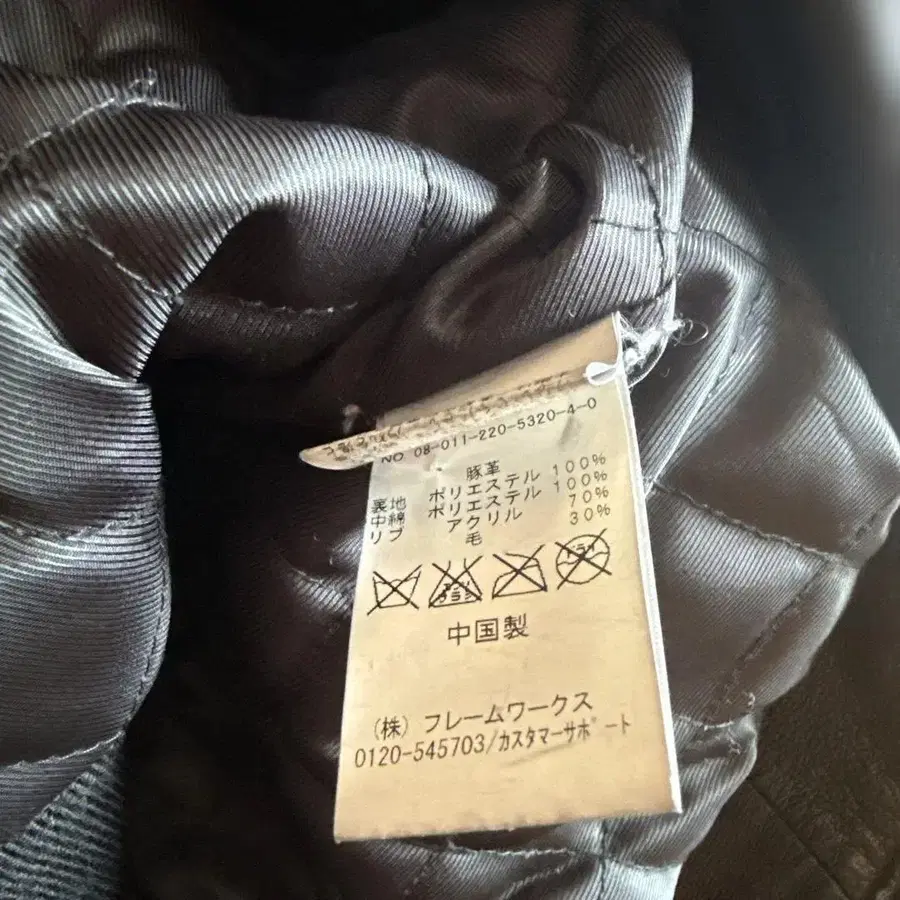 NO 08-011-220-5320-4-0
豚革
裏地 ポリエステル 100%
中綿 ポリエステル 100%
リブ アクリル 70%
毛 30%
中国製
(株) フレームワークス
0120-545703/カスタマーサポート